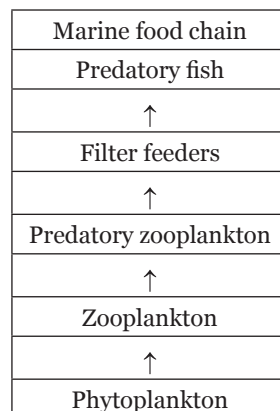 Marine food chain
Predatory fish
↑
Filter feeders
↑
Predatory zooplankton
↑
Zooplankton
↑
Phytoplankton